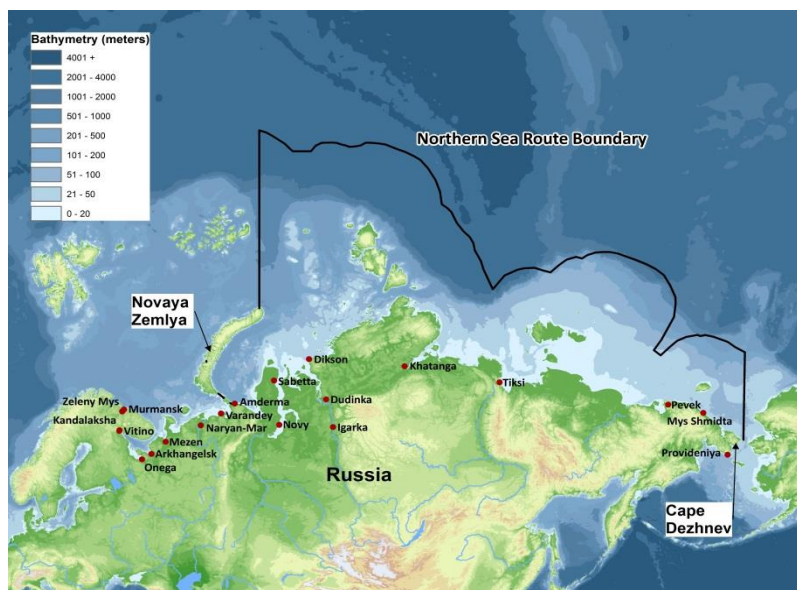 Bathymetry (meters)
4001 +
2001 - 4000
1001 - 2000
501 - 1000
201 - 500
101 - 200
51 - 100
21 - 50
0 - 20
Northern Sea Route Boundary
Novaya
Zemlya
Dikson
Khatanga
Sabetta
Tiksi
Zeleny Mys
Amderma
Dudinka
Murmansk
Pevek
Kandalaksha
Varandey
Mys Shmidta
Vitino
Naryan-Mar
Novy
Igarka
Mezen
Arkhangelsk
Onega
Provideniya
Russia
Cape
Dezhnev